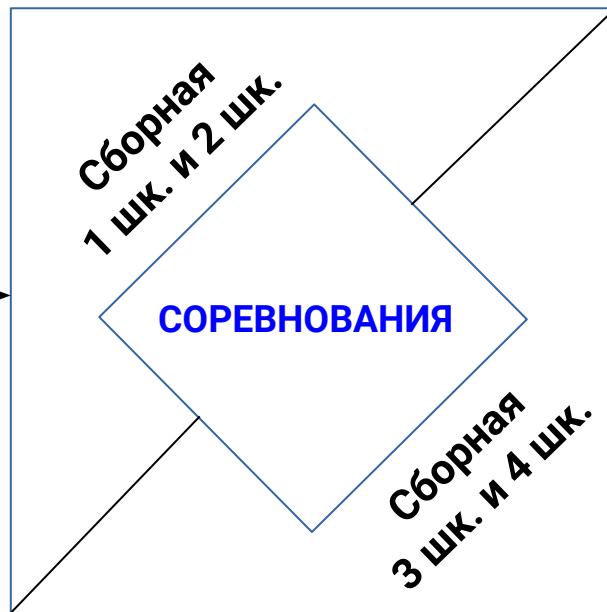 Сборная
1 шк. и 2 шк.
СОРЕВНОВАНИЯ
Сборная
3 шк. и 4 шк.